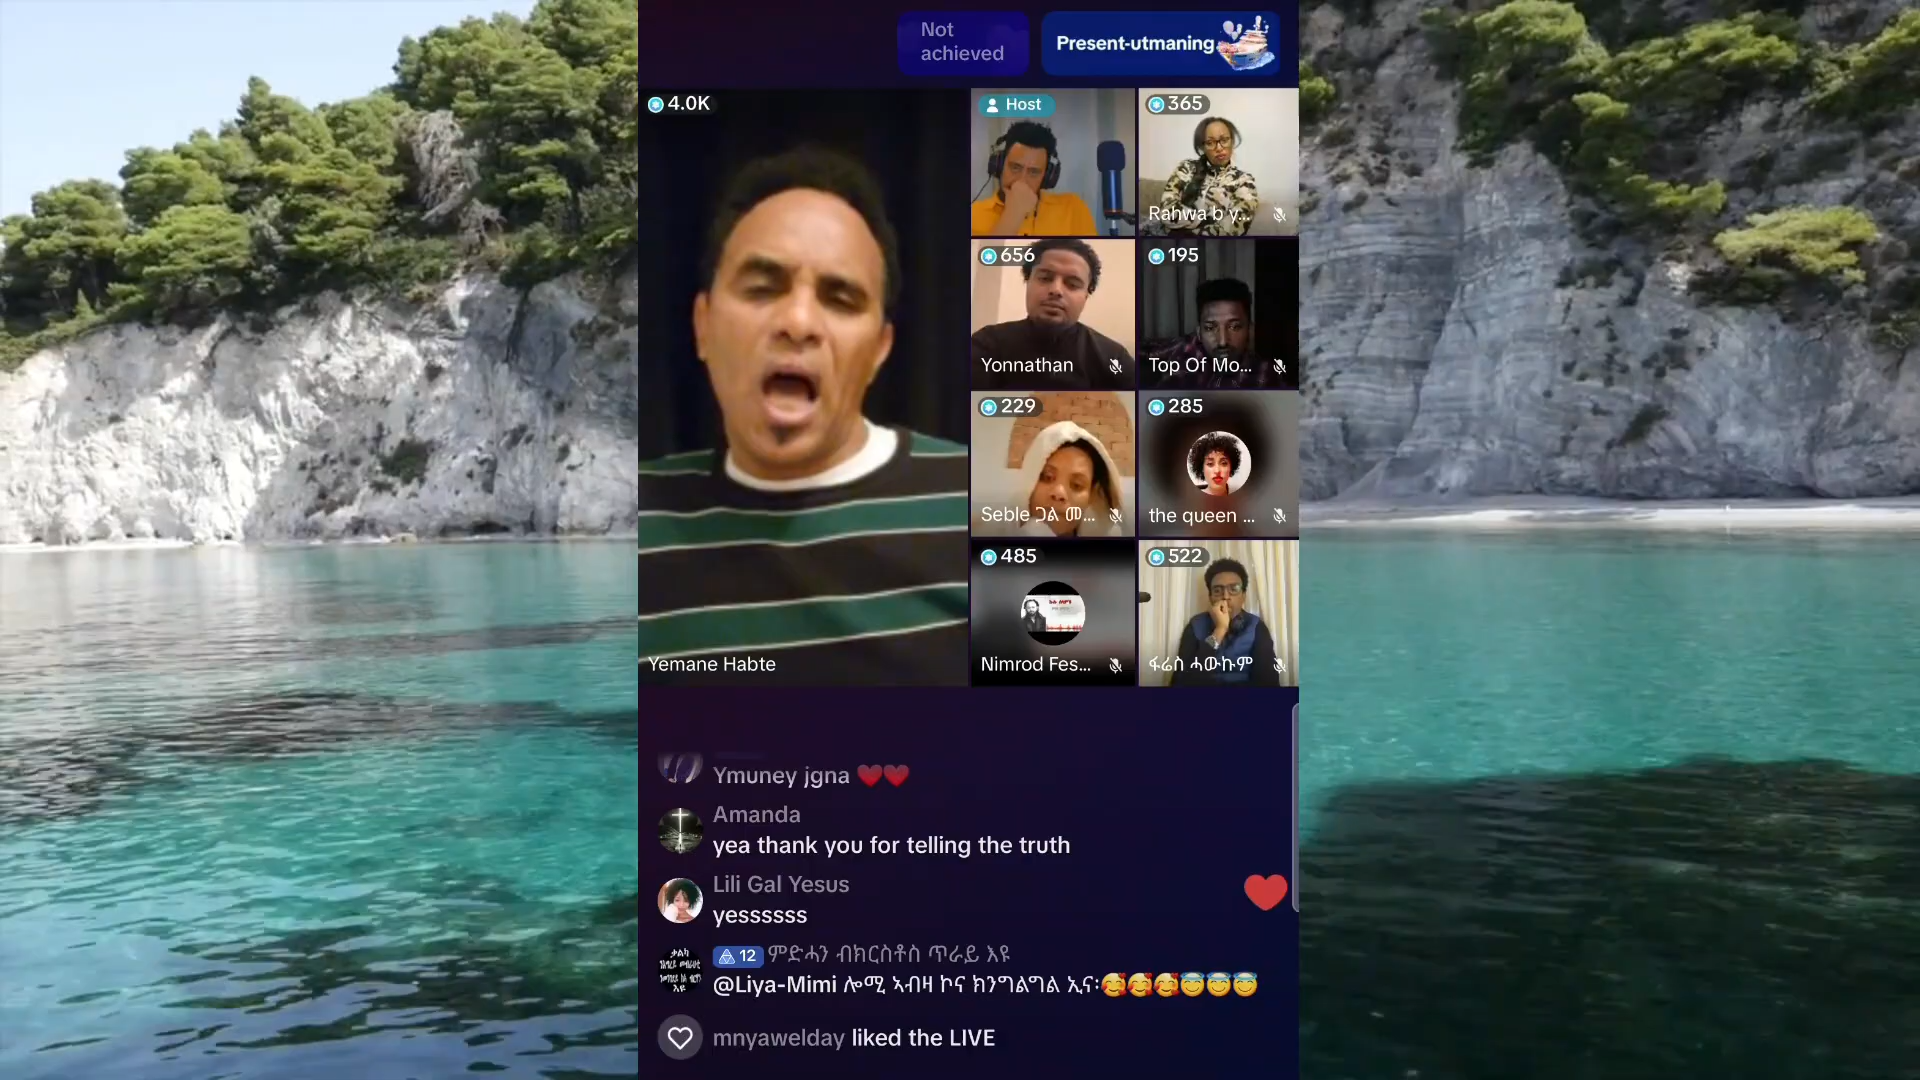 Not
achieved
Present-utmaning
4.0K
Host
365
Rahwa b y...
656
Yonnathan
195
Top Of Mo...
229
Seble ጋል መ...
285
the queen ...
485
Nimrod Fes...
522
ፋሬስ ሓውኩም
Yemane Habte
Ymuney jgna ❤️❤️
Amanda
yea thank you for telling the truth
Lili Gal Yesus
yessssss
12 ምድሓን ብክርስቶስ ጥራይ እዩ
@Liya-Mimi ሎሚ ኣብዛ ኮና ክንግልግል ኢና፡🥰🥰🥰😇😇😇
mnyawelday liked the LIVE